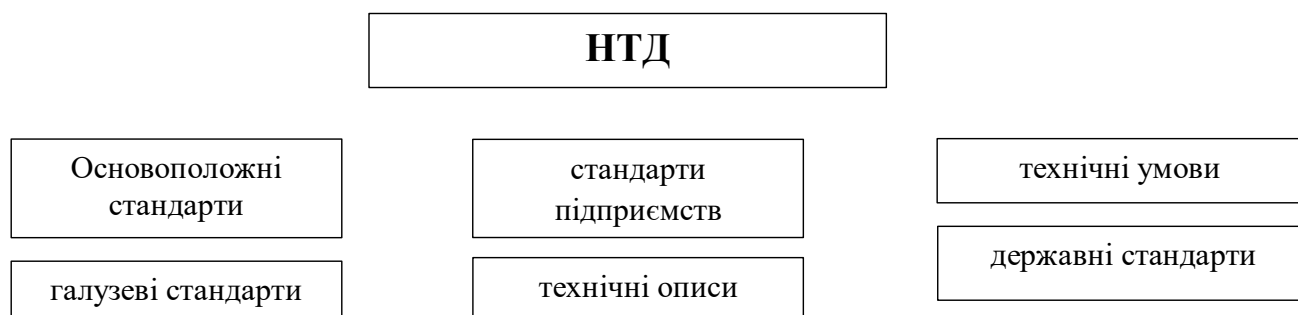 НТД
Основоположні
стандарти
стандарти
підприємств
технічні умови
державні стандарти
галузеві стандарти
технічні описи